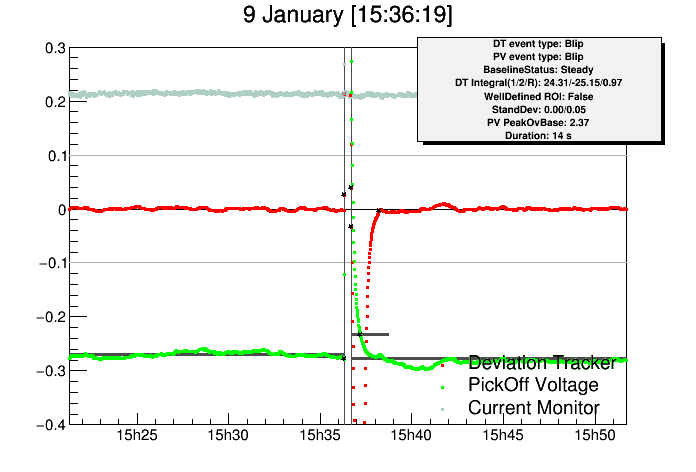 9 January [15:36:19]
DT event type: Blip
PV event type: Blip
BaselineStatus: Steady
DT Integral(1/2/R): 24.31/-25.15/0.97
WellDefined ROI: False
StandDev: 0.00/0.05
PV PeakOvBase: 2.37
Duration: 14 s
0.3
0.2
0.1
0
−0.1
−0.2
−0.3
−0.4
Deviation Tracker
PickOff Voltage
Current Monitor
15h25 15h30 15h35 15h40 15h45 15h50